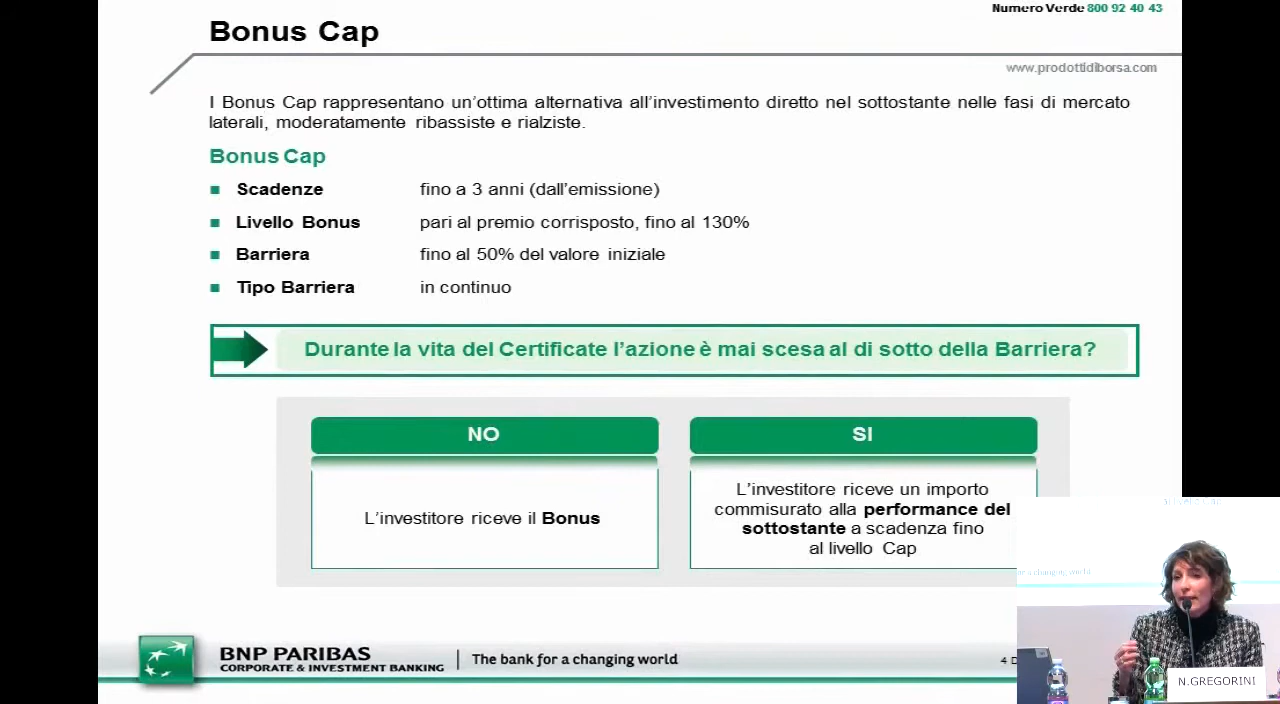 Numero Verde 800 92 40 43
Bonus Cap
www.prodottidiborsa.com
I Bonus Cap rappresentano un'ottima alternativa all'investimento diretto nel sottostante nelle fasi di mercato
laterali, moderatamente ribassiste e rialziste.
Bonus Cap
Scadenze fino a 3 anni (dall'emissione)
Livello Bonus pari al premio corrisposto, fino al 130%
Barriera fino al 50% del valore iniziale
Tipo Barriera in continuo
Durante la vita del Certificate l'azione è mai scesa al di sotto della Barriera?
NO
L'investitore riceve il Bonus
SI
L'investitore riceve un importo
commisurato alla performance del
sottostante a scadenza fino
al livello Cap
BNP PARIBAS
CORPORATE & INVESTMENT BANKING
The bank for a changing world
4
a changing world
N.GREGORINI